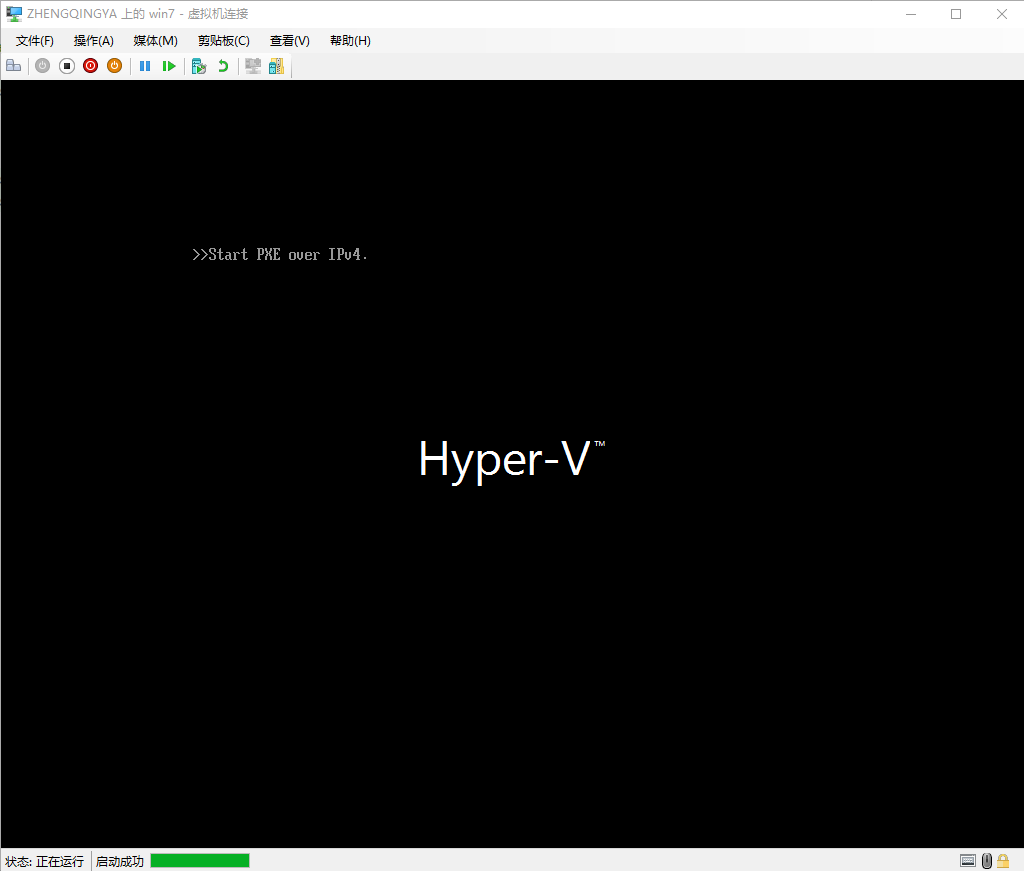 ZHENGQINGYA 上的 win7 - 虚拟机连接
文件(F) 操作(A) 媒体(M) 剪贴板(C) 查看(V) 帮助(H)
>>Start PXE over IPv4.
Hyper-V™
状态: 正在运行 启动成功